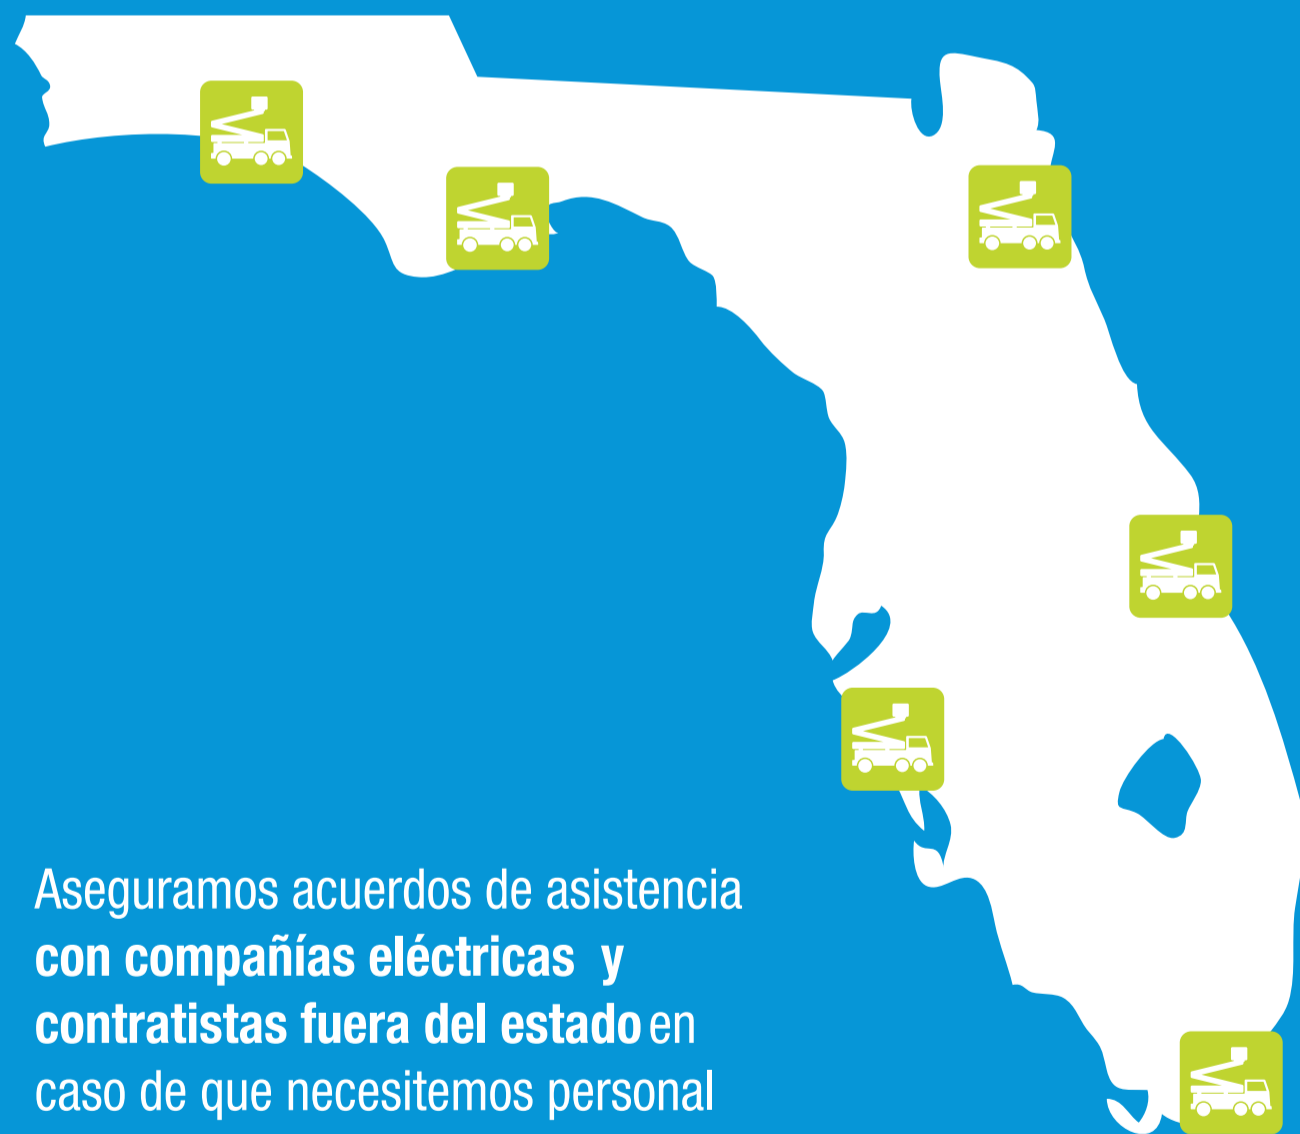 Aseguramos acuerdos de asistencia
con compañías eléctricas y
contratistas fuera del estado en
caso de que necesitemos personal